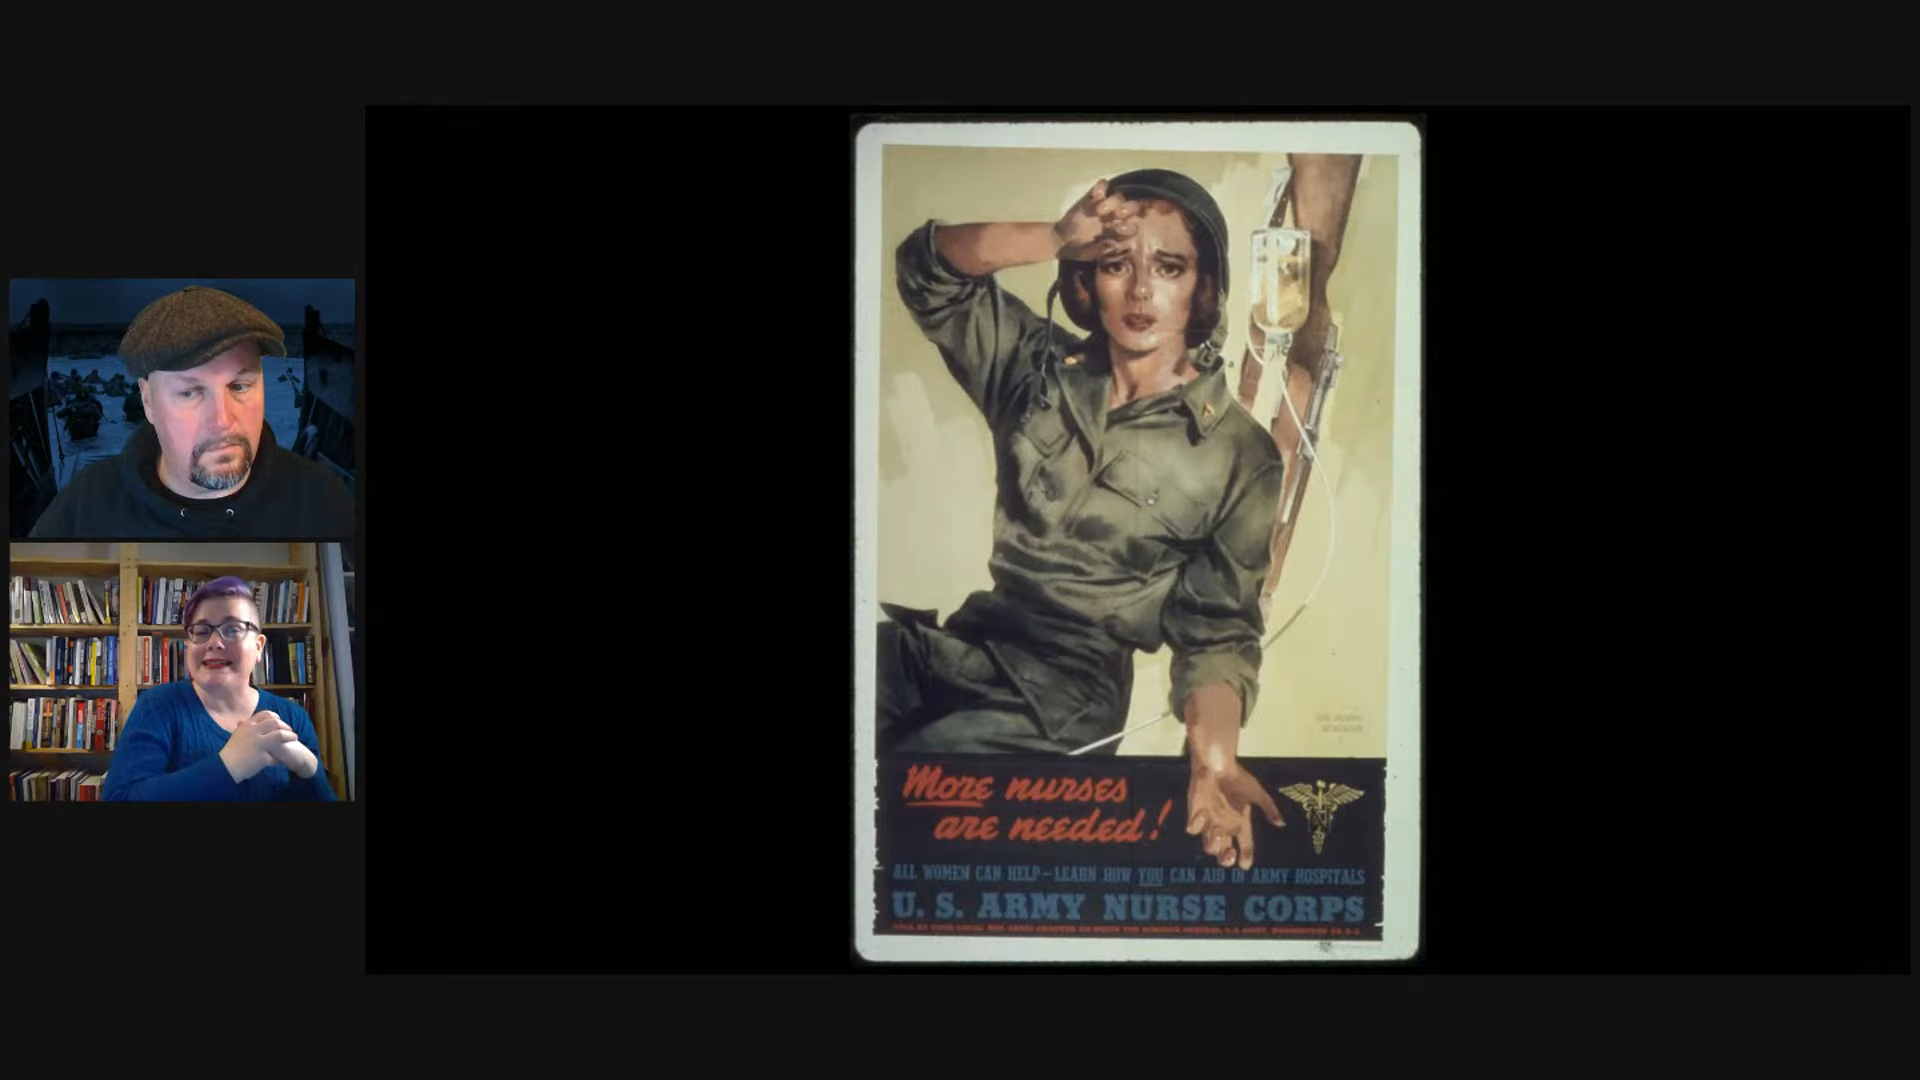 More nurses
are needed!
ALL WOMEN CAN HELP—LEARN HOW YOU CAN AID IN ARMY HOSPITALS
U. S. ARMY NURSE CORPS